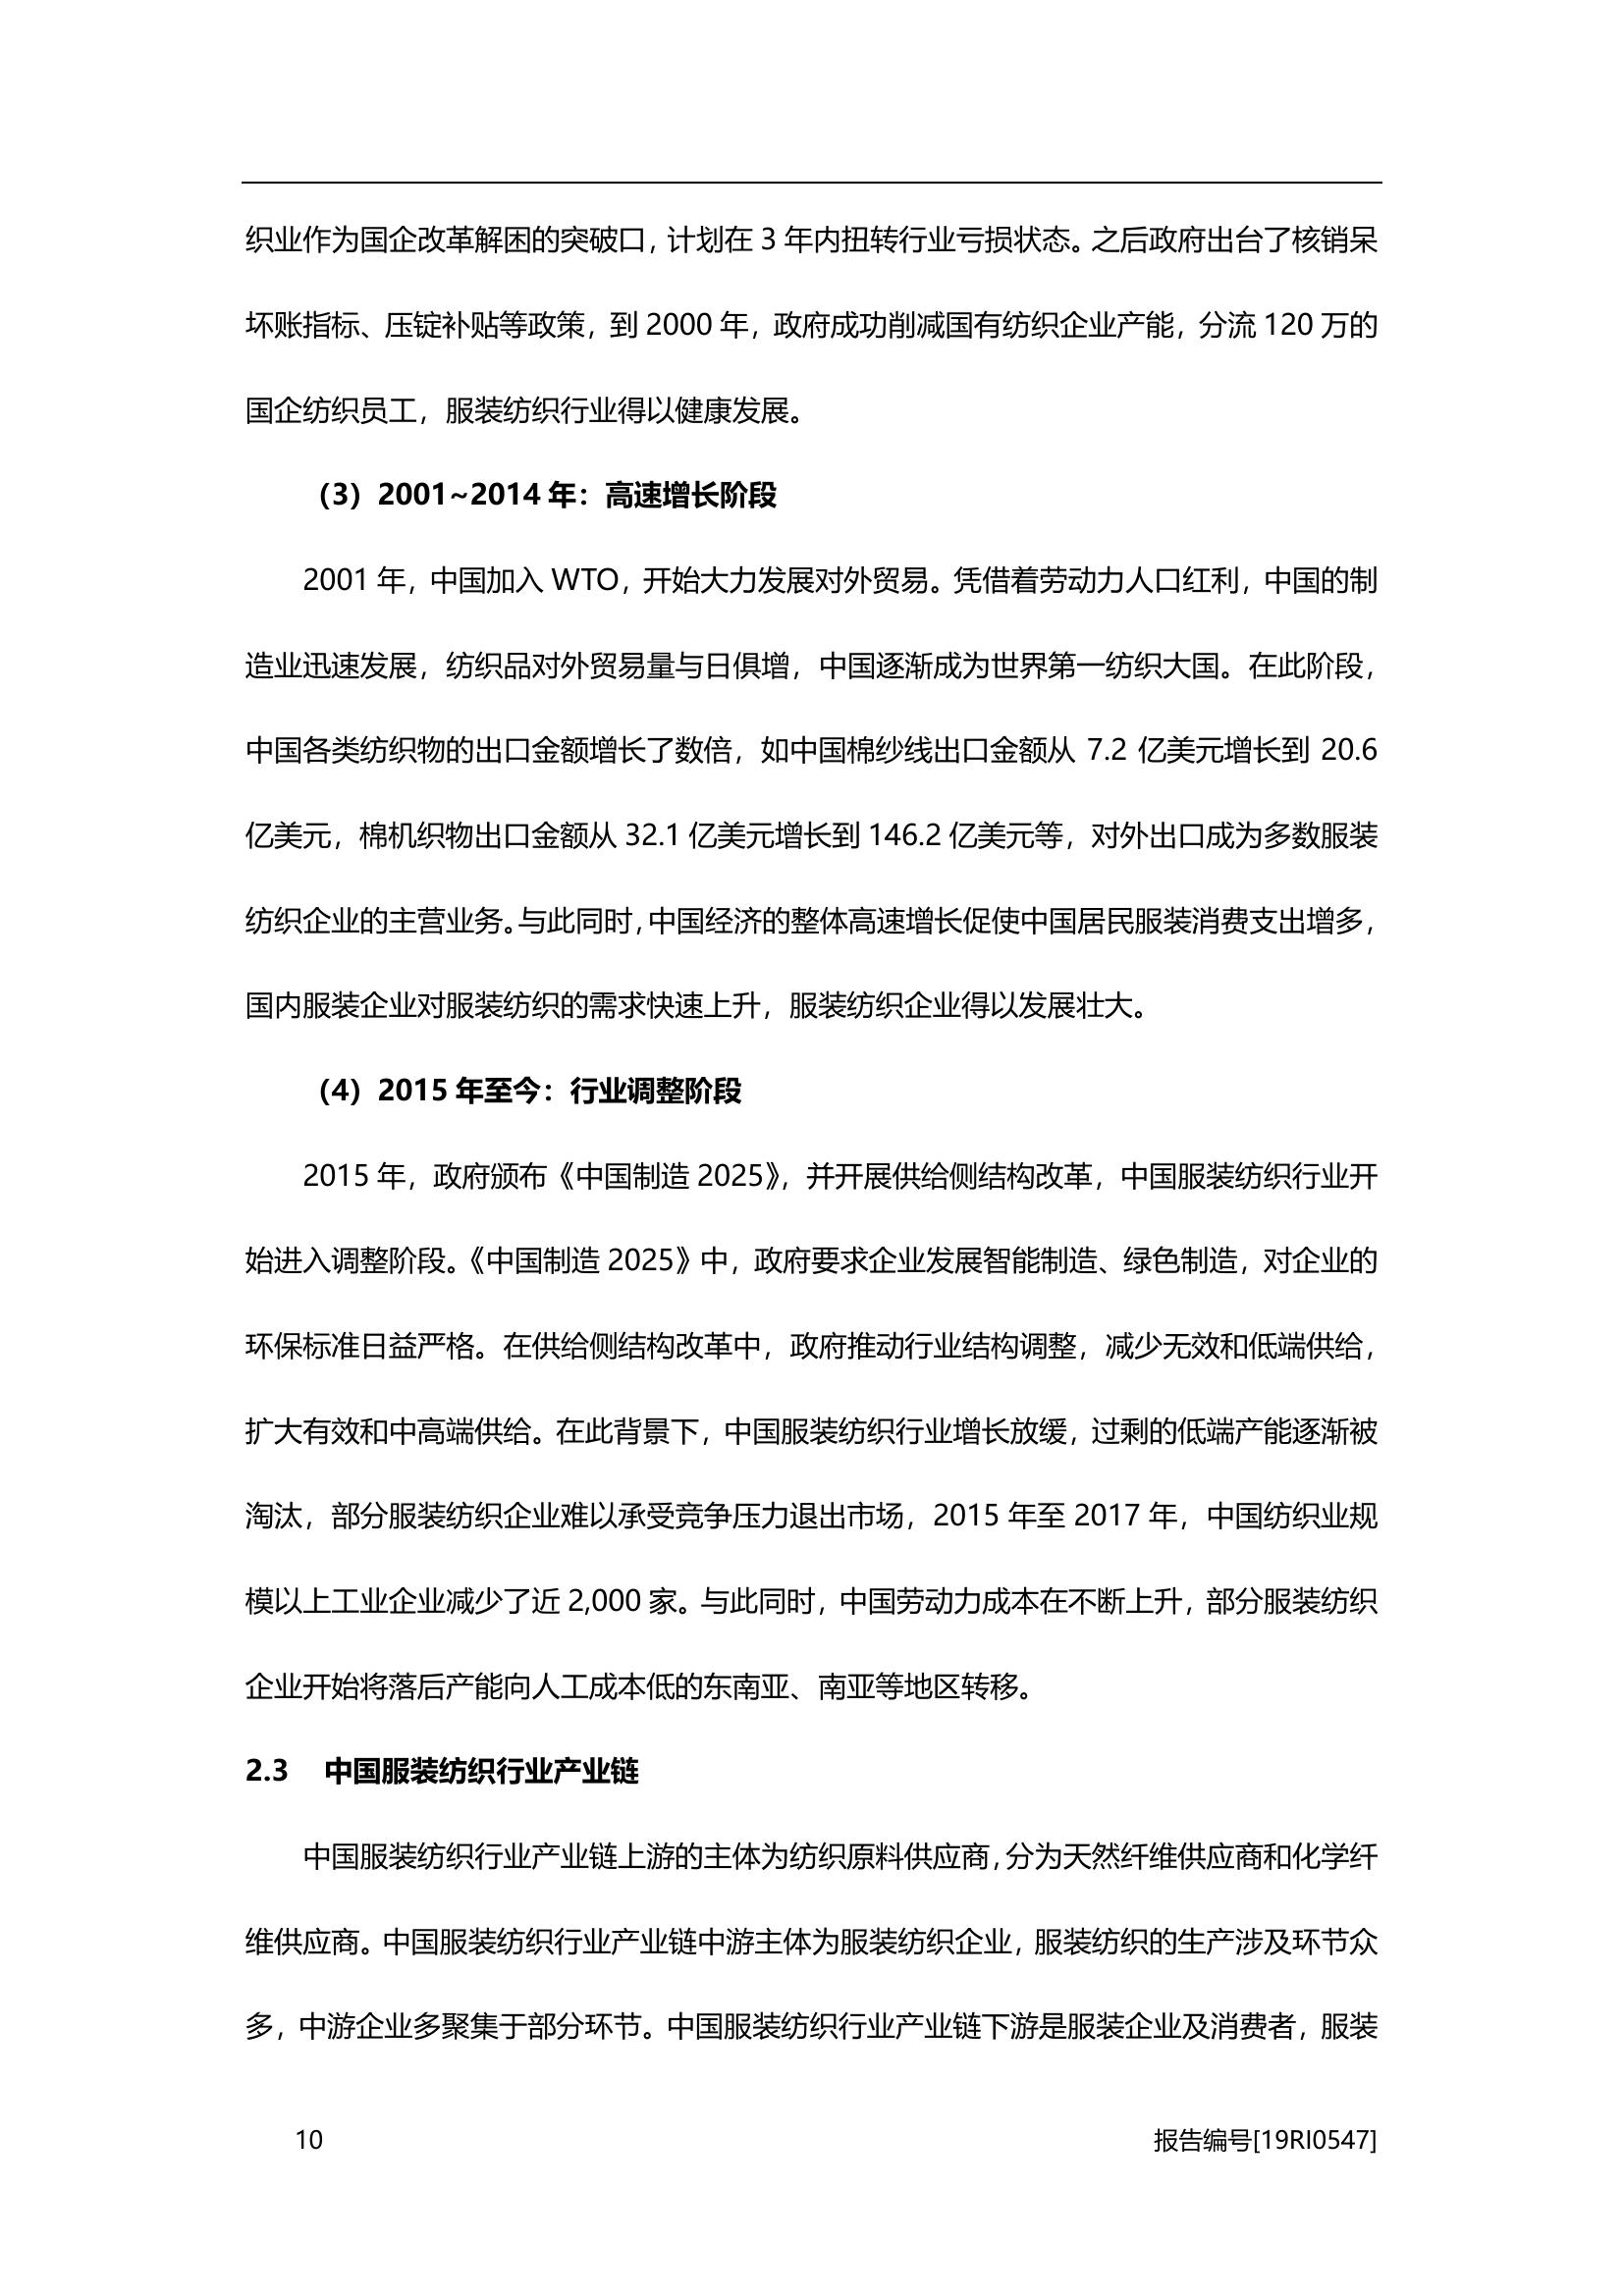 织业作为国企改革解困的突破口，计划在 3 年内扭转行业亏损状态。之后政府出台了核销呆
坏账指标、压锭补贴等政策，到 2000 年，政府成功削减国有纺织企业产能，分流 120 万的
国企纺织员工，服装纺织行业得以健康发展。
（3）2001~2014 年：高速增长阶段
2001 年，中国加入 WTO，开始大力发展对外贸易。凭借着劳动力人口红利，中国的制
造业迅速发展，纺织品对外贸易量与日俱增，中国逐渐成为世界第一纺织大国。在此阶段，
中国各类纺织物的出口金额增长了数倍，如中国棉纱线出口金额从 7.2 亿美元增长到 20.6
亿美元，棉机织物出口金额从 32.1 亿美元增长到 146.2 亿美元等，对外出口成为多数服装
纺织企业的主营业务。与此同时，中国经济的整体高速增长促使中国居民服装消费支出增多，
国内服装企业对服装纺织的需求快速上升，服装纺织企业得以发展壮大。
（4）2015 年至今：行业调整阶段
2015 年，政府颁布《中国制造 2025》，并开展供给侧结构改革，中国服装纺织行业开
始进入调整阶段。《中国制造 2025》中，政府要求企业发展智能制造、绿色制造，对企业的
环保标准日益严格。在供给侧结构改革中，政府推动行业结构调整，减少无效和低端供给，
扩大有效和中高端供给。在此背景下，中国服装纺织行业增长放缓，过剩的低端产能逐渐被
淘汰，部分服装纺织企业难以承受竞争压力退出市场，2015 年至 2017 年，中国纺织业规
模以上工业企业减少了近 2,000 家。与此同时，中国劳动力成本在不断上升，部分服装纺织
企业开始将落后产能向人工成本低的东南亚、南亚等地区转移。
2.3 中国服装纺织行业产业链
中国服装纺织行业产业链上游的主体为纺织原料供应商，分为天然纤维供应商和化学纤
维供应商。中国服装纺织行业产业链中游主体为服装纺织企业，服装纺织的生产涉及环节众
多，中游企业多聚集于部分环节。中国服装纺织行业产业链下游是服装企业及消费者，服装
10 报告编号[19RI0547]